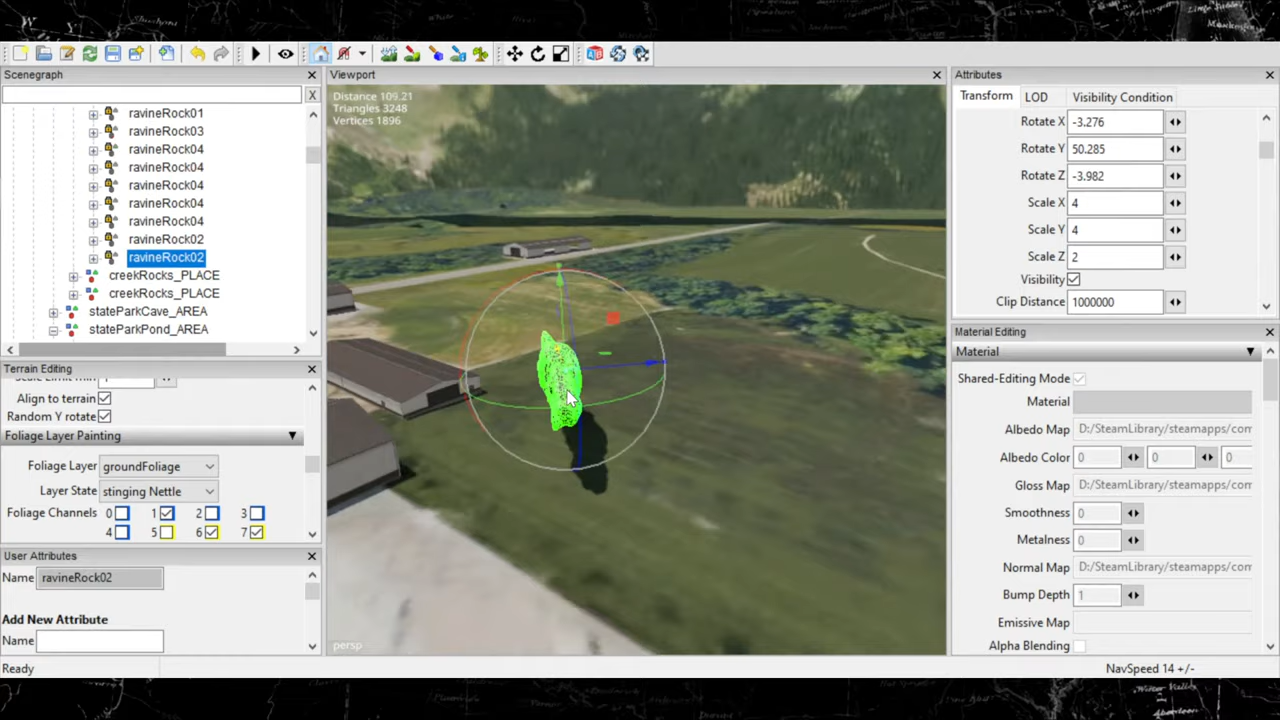 Scenegraph
X
ravineRock01
ravineRock03
ravineRock04
ravineRock04
ravineRock04
ravineRock04
ravineRock04
ravineRock02
ravineRock02
creekRocks_PLACE
creekRocks_PLACE
stateParkCave_AREA
stateParkPond_AREA
Terrain Editing
Align to terrain
Random Y rotate
Foliage Layer Painting
Foliage Layer groundFoliage
Layer State stinging Nettle
Foliage Channels 0 1 2 3
4 5 6 7
User Attributes
Name ravineRock02
Add New Attribute
Name
Ready
Viewport
Distance 109.21
Triangles 3248
Vertices 1896
persp
Attributes
Transform LOD Visibility Condition
Rotate X -3.276
Rotate Y 50.285
Rotate Z -3.982
Scale X 4
Scale Y 4
Scale Z 2
Visibility
Clip Distance 1000000
Material Editing
Material
Shared-Editing Mode
Material
Albedo Map D:/SteamLibrary/steamapps/com
Albedo Color 0 0 0
Gloss Map D:/SteamLibrary/steamapps/com
Smoothness 0
Metalness 0
Normal Map D:/SteamLibrary/steamapps/com
Bump Depth 1
Emissive Map
Alpha Blending
NavSpeed 14 +/-